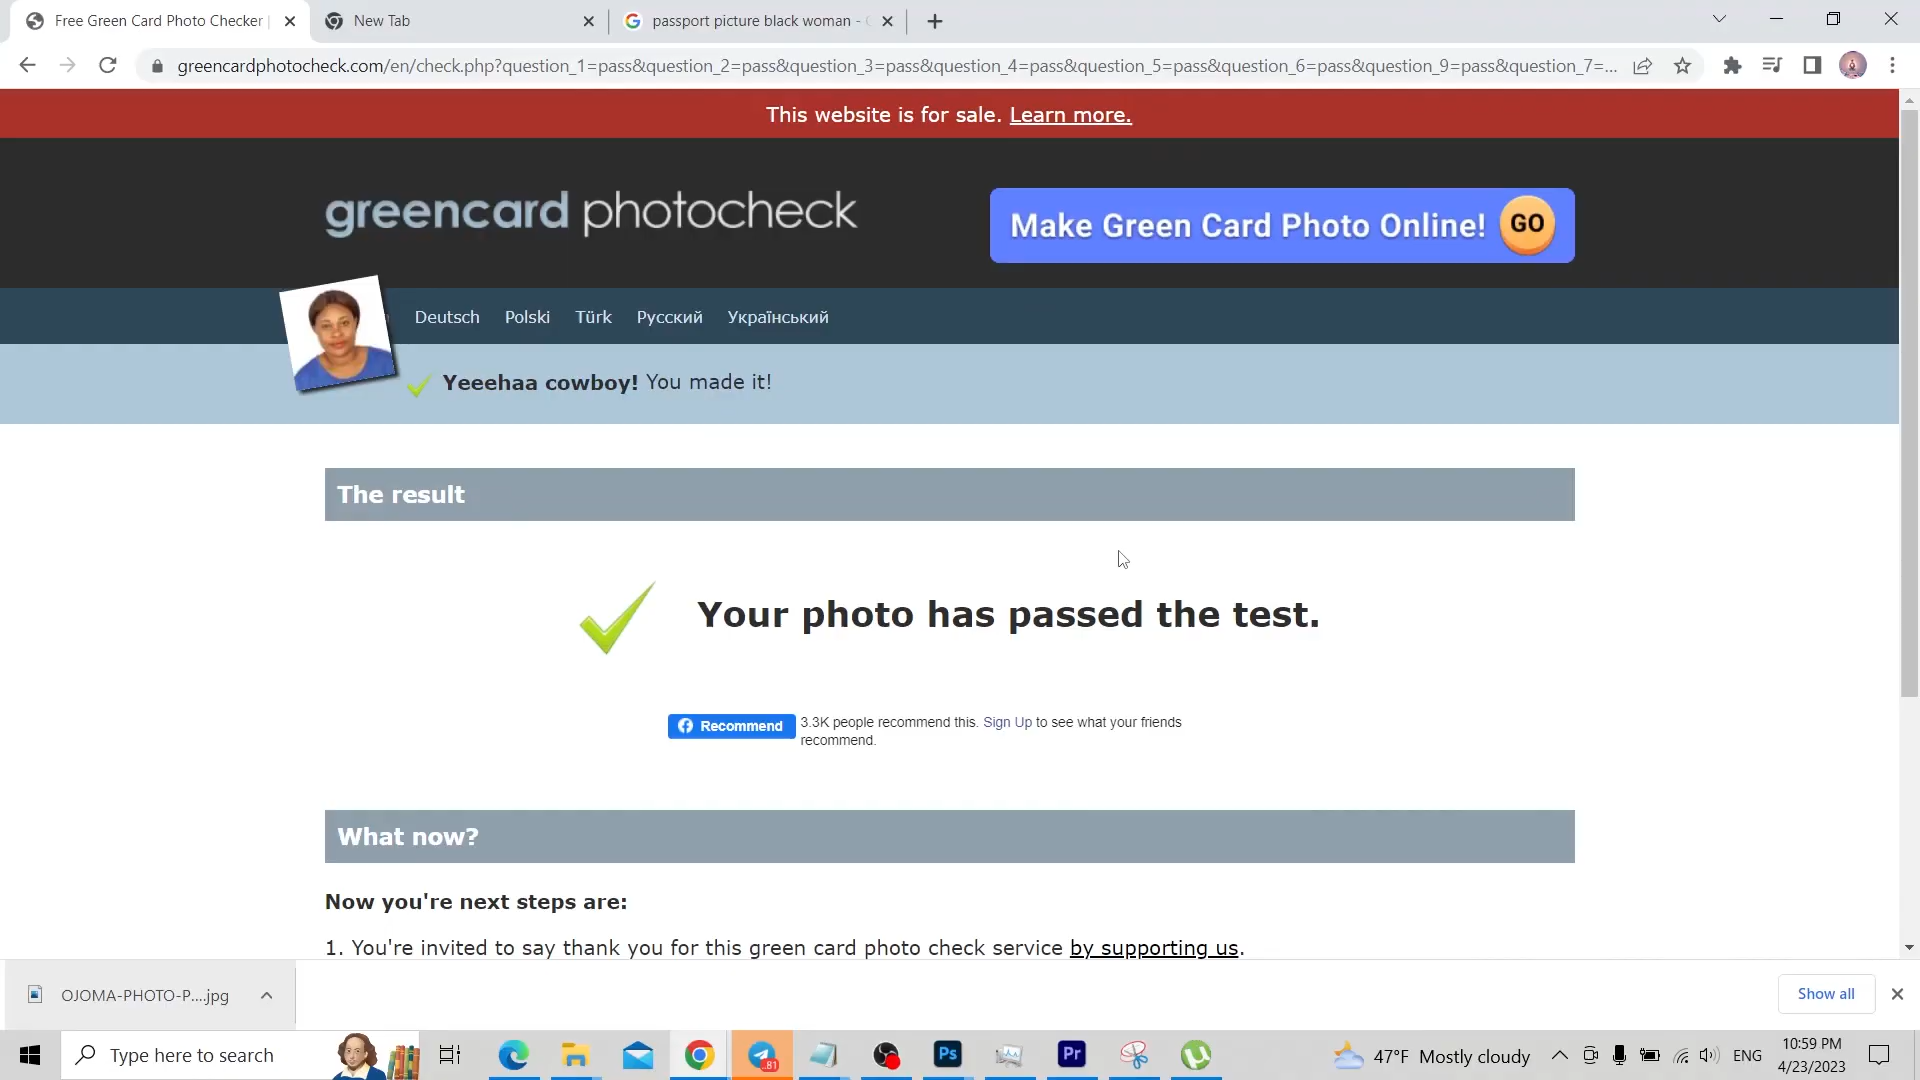 Free Green Card Photo Checker |
New Tab
passport picture black woman -
greencardphotocheck.com/en/check.php?question_1=pass&question_2=pass&question_3=pass&question_4=pass&question_5=pass&question_6=pass&question_9=pass&question_7=...
This website is for sale. Learn more.
greencard photocheck
Make Green Card Photo Online! GO
Deutsch Polski Türk Русский Український
Yeeehaa cowboy! You made it!
The result
Your photo has passed the test.
Recommend
3.3K people recommend this. Sign Up to see what your friends
recommend.
What now?
Now you're next steps are:
1. You're invited to say thank you for this green card photo check service by supporting us.
OJOMA-PHOTO-P....jpg
Show all
Type here to search
81
Ps
Pr
47°F Mostly cloudy
ENG
10:59 PM
4/23/2023